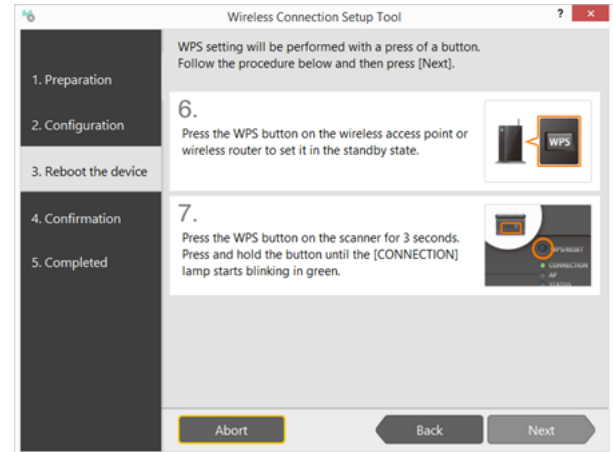 Wireless Connection Setup Tool
?
×
WPS setting will be performed with a press of a button.
Follow the procedure below and then press [Next].
1. Preparation
2. Configuration
3. Reboot the device
4. Confirmation
5. Completed
6.
Press the WPS button on the wireless access point or
wireless router to set it in the standby state.
WPS
7.
Press the WPS button on the scanner for 3 seconds.
Press and hold the button until the [CONNECTION]
lamp starts blinking in green.
WPS/RESET
CONNECTION
AP
STATUS
Abort
Back
Next